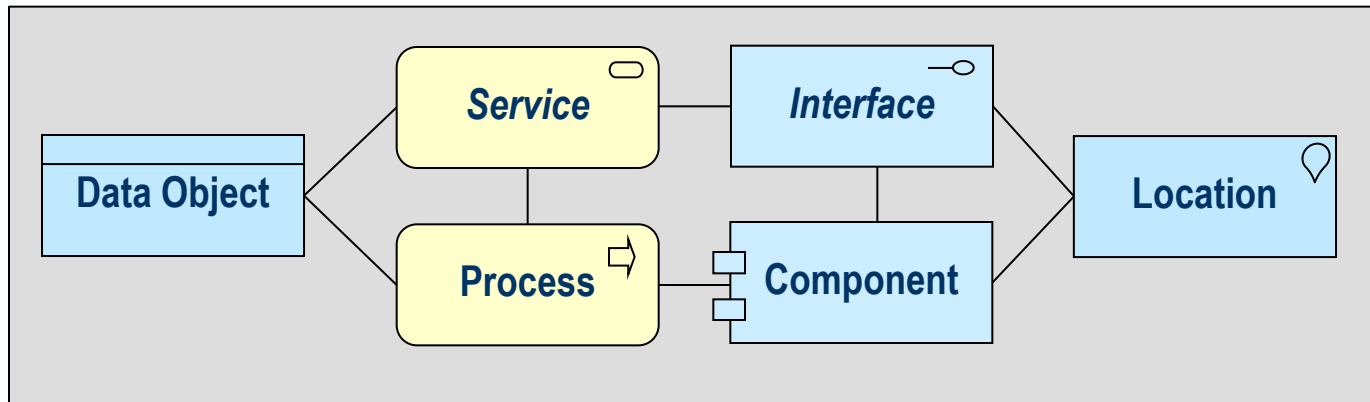 Service
Interface
Data Object
Location
Process
Component